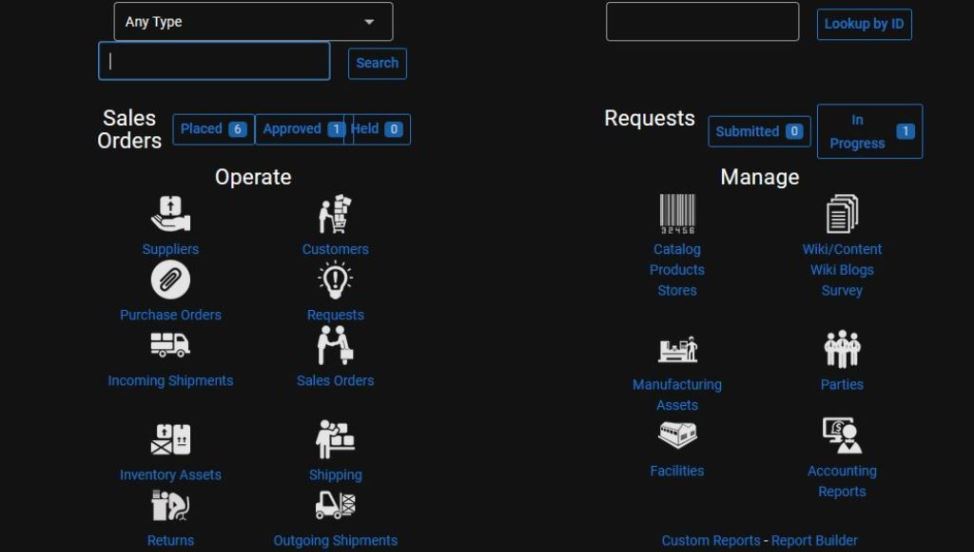 Any Type
Lookup by ID
Search
Sales Orders
Placed 6
Approved 1
Held 0
Requests
Submitted 0
In Progress 1
Operate
Suppliers
Customers
Purchase Orders
Requests
Incoming Shipments
Sales Orders
Inventory Assets
Shipping
Returns
Outgoing Shipments
Manage
32456
Catalog
Products
Stores
Wiki/Content
Wiki Blogs
Survey
Manufacturing
Assets
Parties
Facilities
Accounting
Reports
Custom Reports - Report Builder